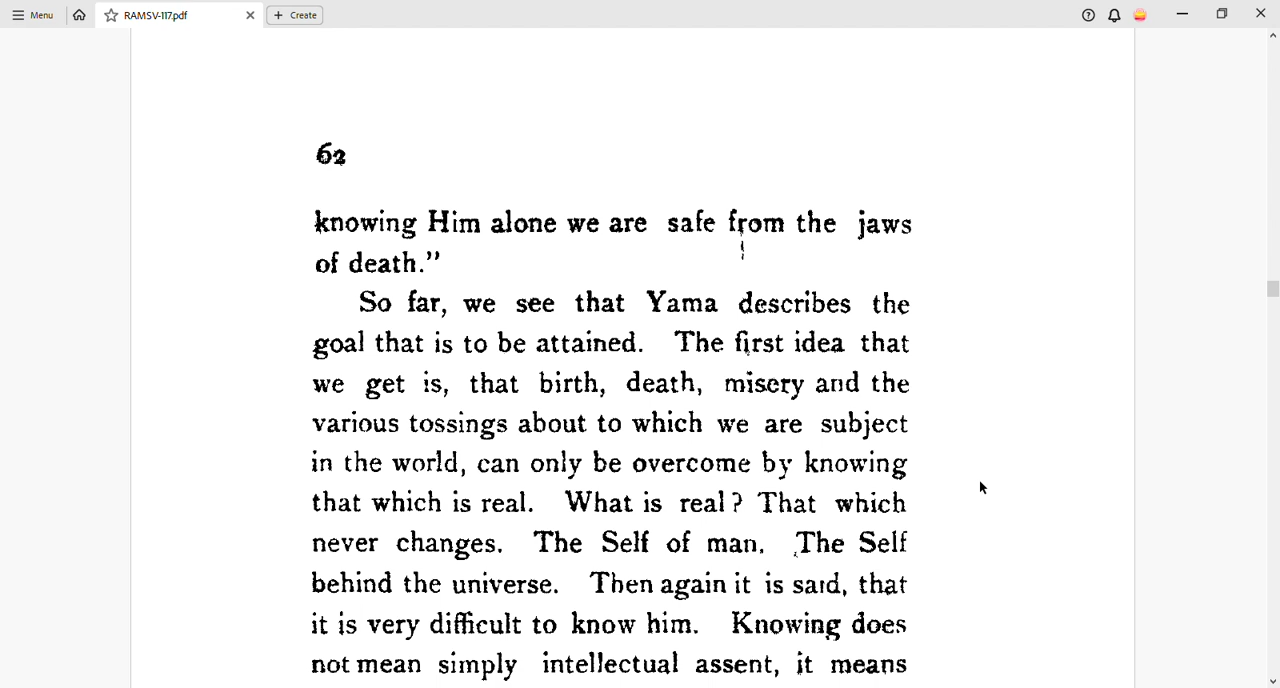 Menu
RAMSV-117.pdf
Create
62
knowing Him alone we are safe from the jaws
of death.”
So far, we see that Yama describes the
goal that is to be attained. The first idea that
we get is, that birth, death, misery and the
various tossings about to which we are subject
in the world, can only be overcome by knowing
that which is real. What is real? That which
never changes. The Self of man. The Self
behind the universe. Then again it is said, that
it is very difficult to know him. Knowing does
not mean simply intellectual assent, it means